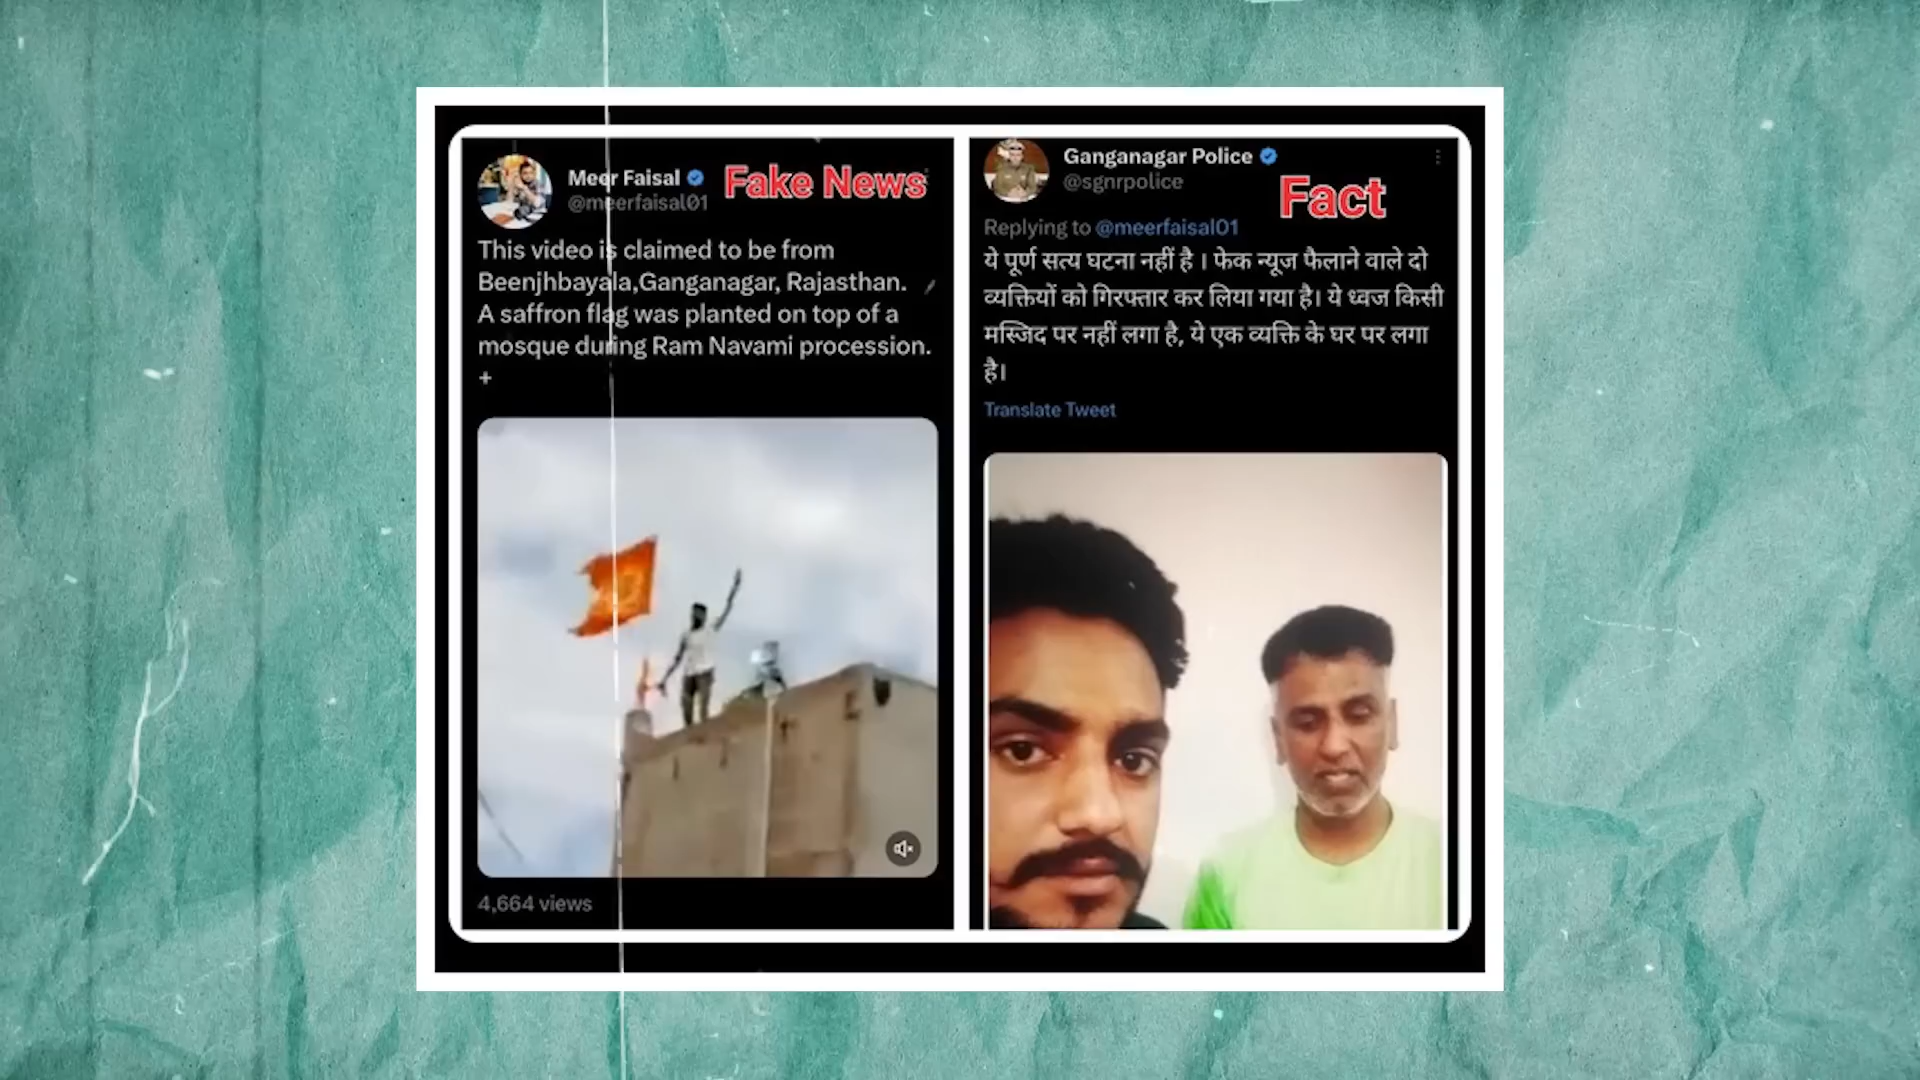 Meer Faisal
@meerfaisal01
Fake News
This video is claimed to be from
Beenjhbayala,Ganganagar, Rajasthan.
A saffron flag was planted on top of a
mosque during Ram Navami procession.
+
4,664 views
Ganganagar Police
@sgnrpolice
Fact
Replying to @meerfaisal01
ये पूर्ण सत्य घटना नहीं है । फेक न्यूज फैलाने वाले दो
व्यक्तियों को गिरफ्तार कर लिया गया है। ये ध्वज किसी
मस्जिद पर नहीं लगा है, ये एक व्यक्ति के घर पर लगा
है।
Translate Tweet